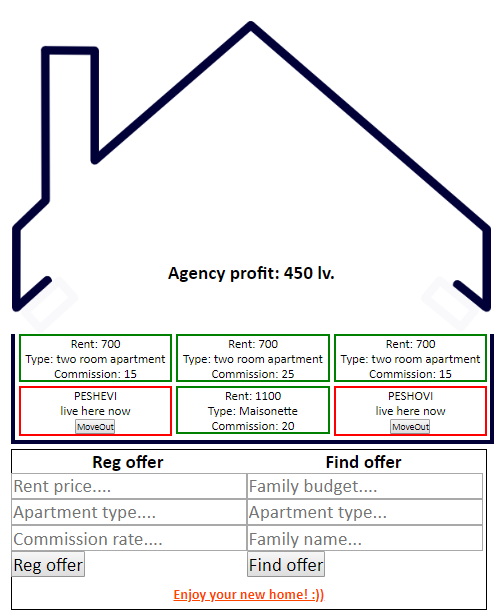 Agency profit: 450 lv.
Rent: 700
Type: two room apartment
Commission: 15
Rent: 700
Type: two room apartment
Commission: 25
Rent: 700
Type: two room apartment
Commission: 15
PESHEVI
live here now
MoveOut
Rent: 1100
Type: Maisonette
Commission: 20
PESHOVI
live here now
MoveOut
Reg offer
Rent price....
Apartment type....
Commission rate....
Reg offer
Find offer
Family budget....
Apartment type...
Family name...
Find offer
Enjoy your new home! :))